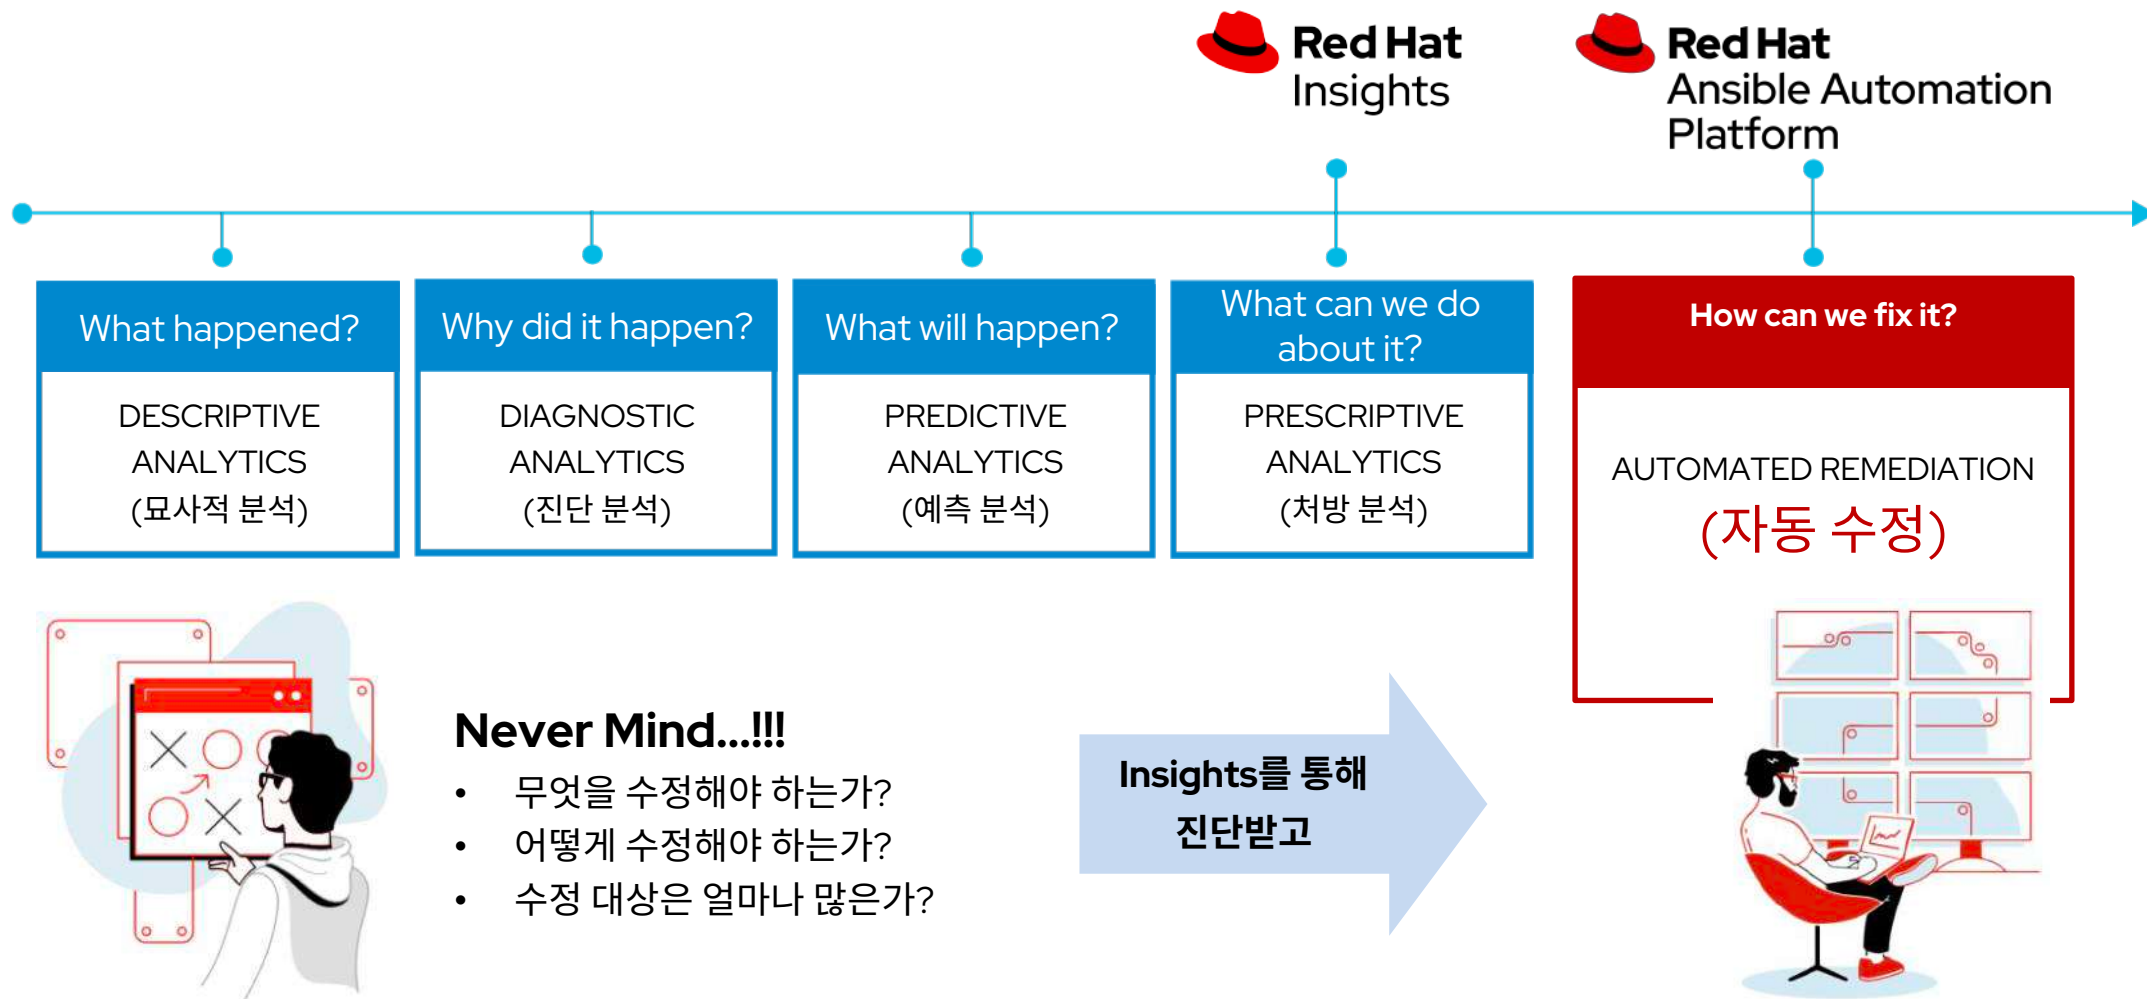 Red Hat
Insights
Red Hat
Ansible Automation
Platform
What happened?
DESCRIPTIVE
ANALYTICS
(묘사적 분석)
Why did it happen?
DIAGNOSTIC
ANALYTICS
(진단 분석)
What will happen?
PREDICTIVE
ANALYTICS
(예측 분석)
What can we do
about it?
PRESCRIPTIVE
ANALYTICS
(처방 분석)
How can we fix it?
AUTOMATED REMEDIATION
(자동 수정)
Never Mind...!!!
• 무엇을 수정해야 하는가?
• 어떻게 수정해야 하는가?
• 수정 대상은 얼마나 많은가?
Insights를 통해
진단받고